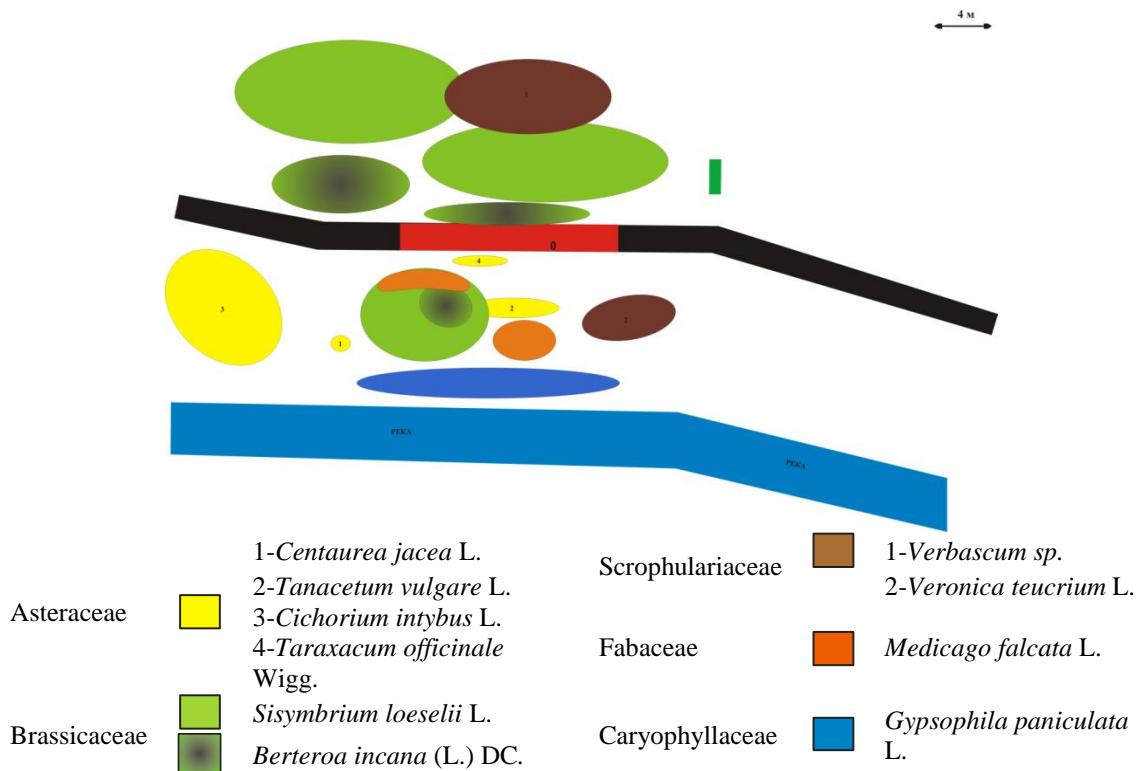 4 м
1
0
4
3
2
2
1
РЕКА
РЕКА
1-Centaurea jacea L.
2-Tanacetum vulgare L.
Asteraceae
3-Cichorium intybus L.
4-Taraxacum officinale
Wigg.
Sisymbrium loeselii L.
Brassicaceae
Berteroa incana (L.) DC.
Scrophulariaceae
1-Verbascum sp.
2-Veronica teucrium L.
Fabaceae
Medicago falcata L.
Caryophyllaceae
Gypsophila paniculata
L.